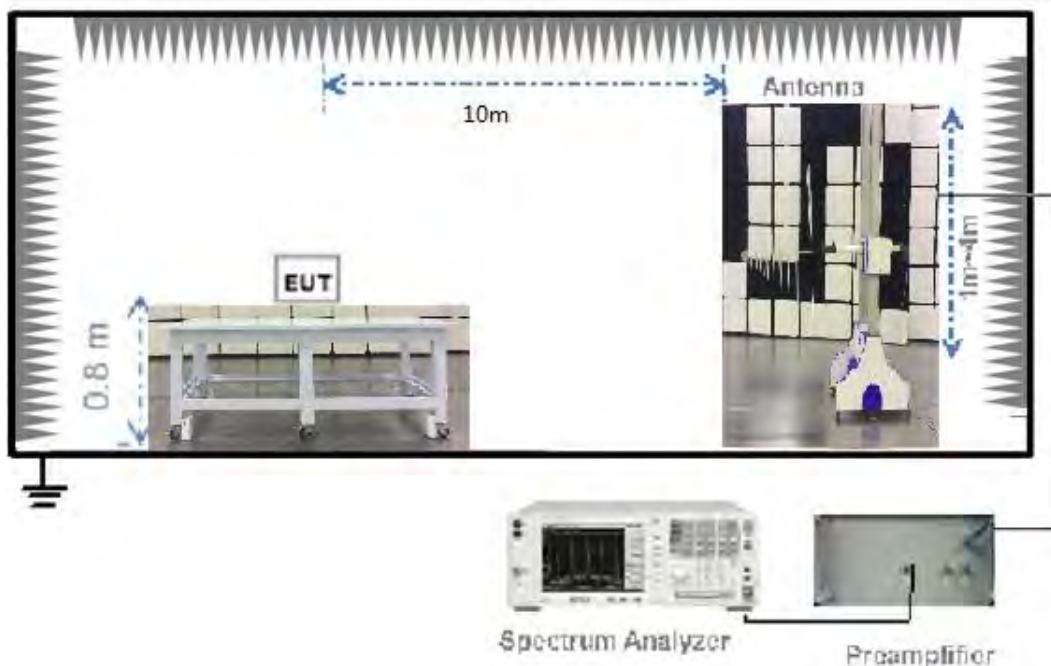 Antenna
10m
1m~4m
EUT
0.8 m
Spectrum Analyzer
Preamplifier